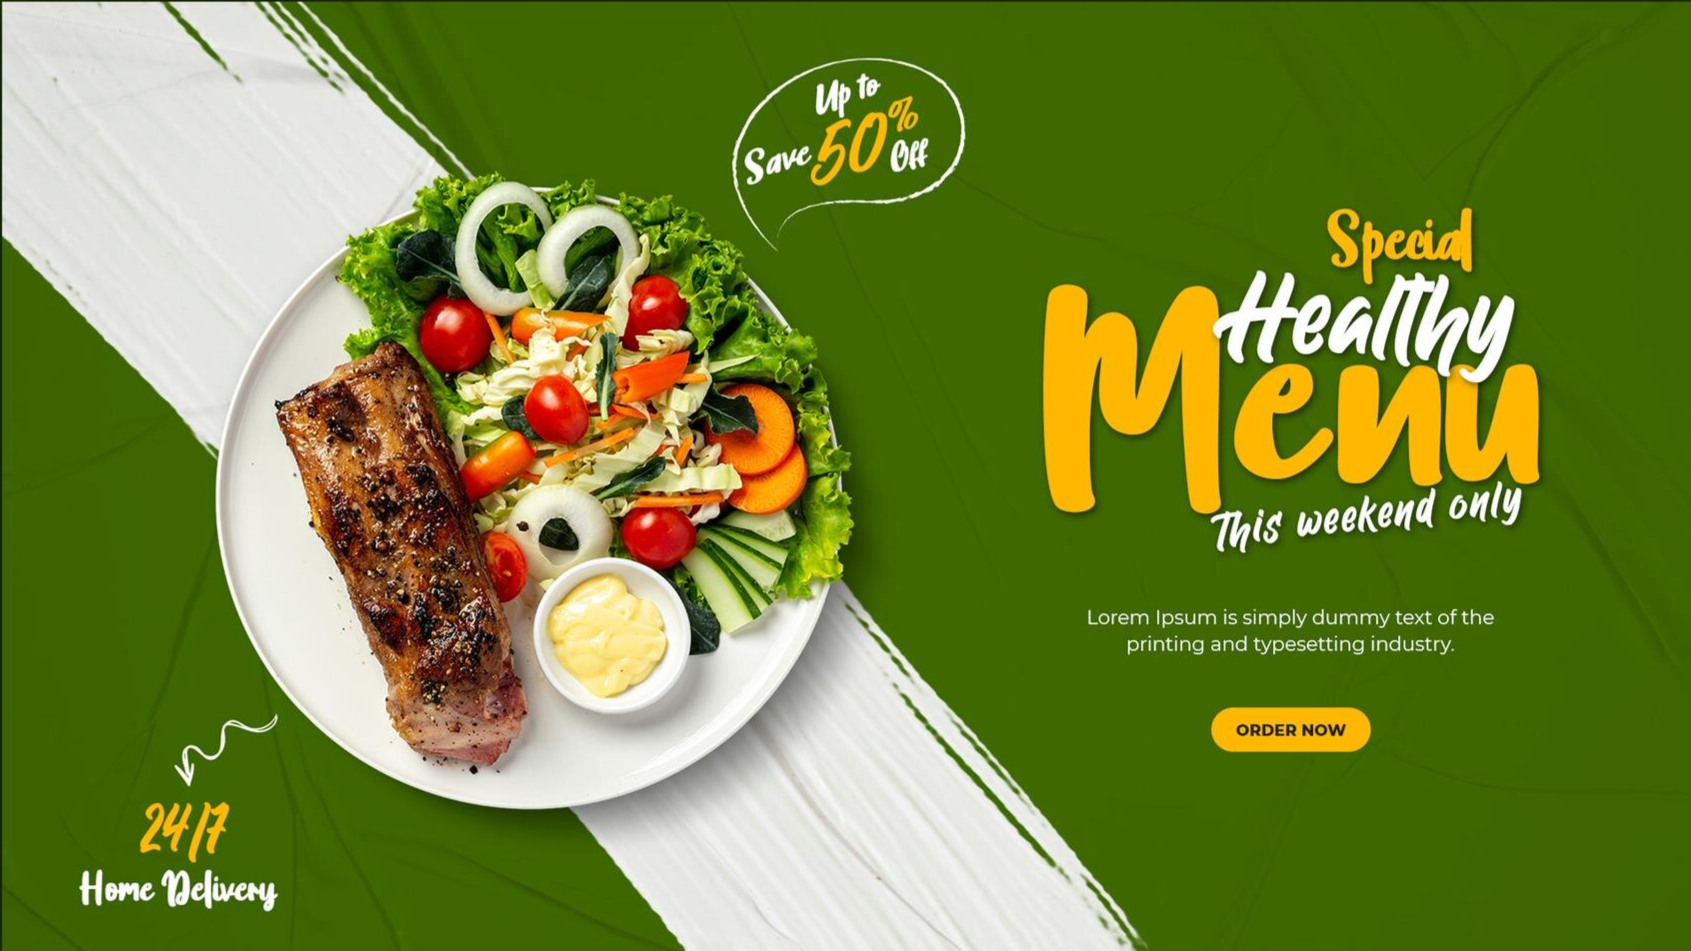 Up to
Save 50% Off
Special
Healthy
Menu
This weekend only
Lorem Ipsum is simply dummy text of the
printing and typesetting industry.
ORDER NOW
24/7
Home Delivery